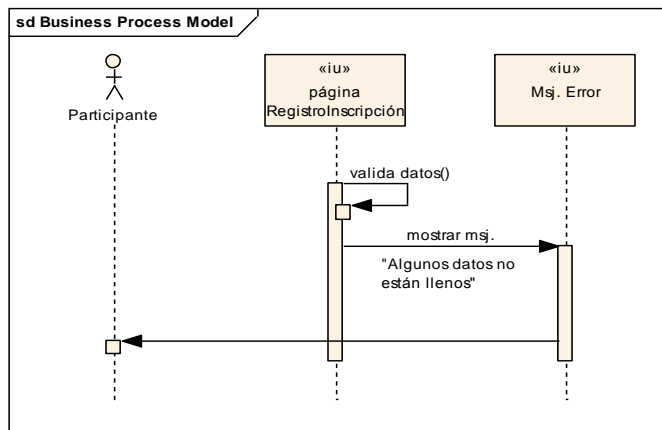 sd Business Process Model
Participante
«iu»
página
RegistroInscripción
«iu»
Msj. Error
valida datos()
mostrar msj.
"Algunos datos no
están llenos"